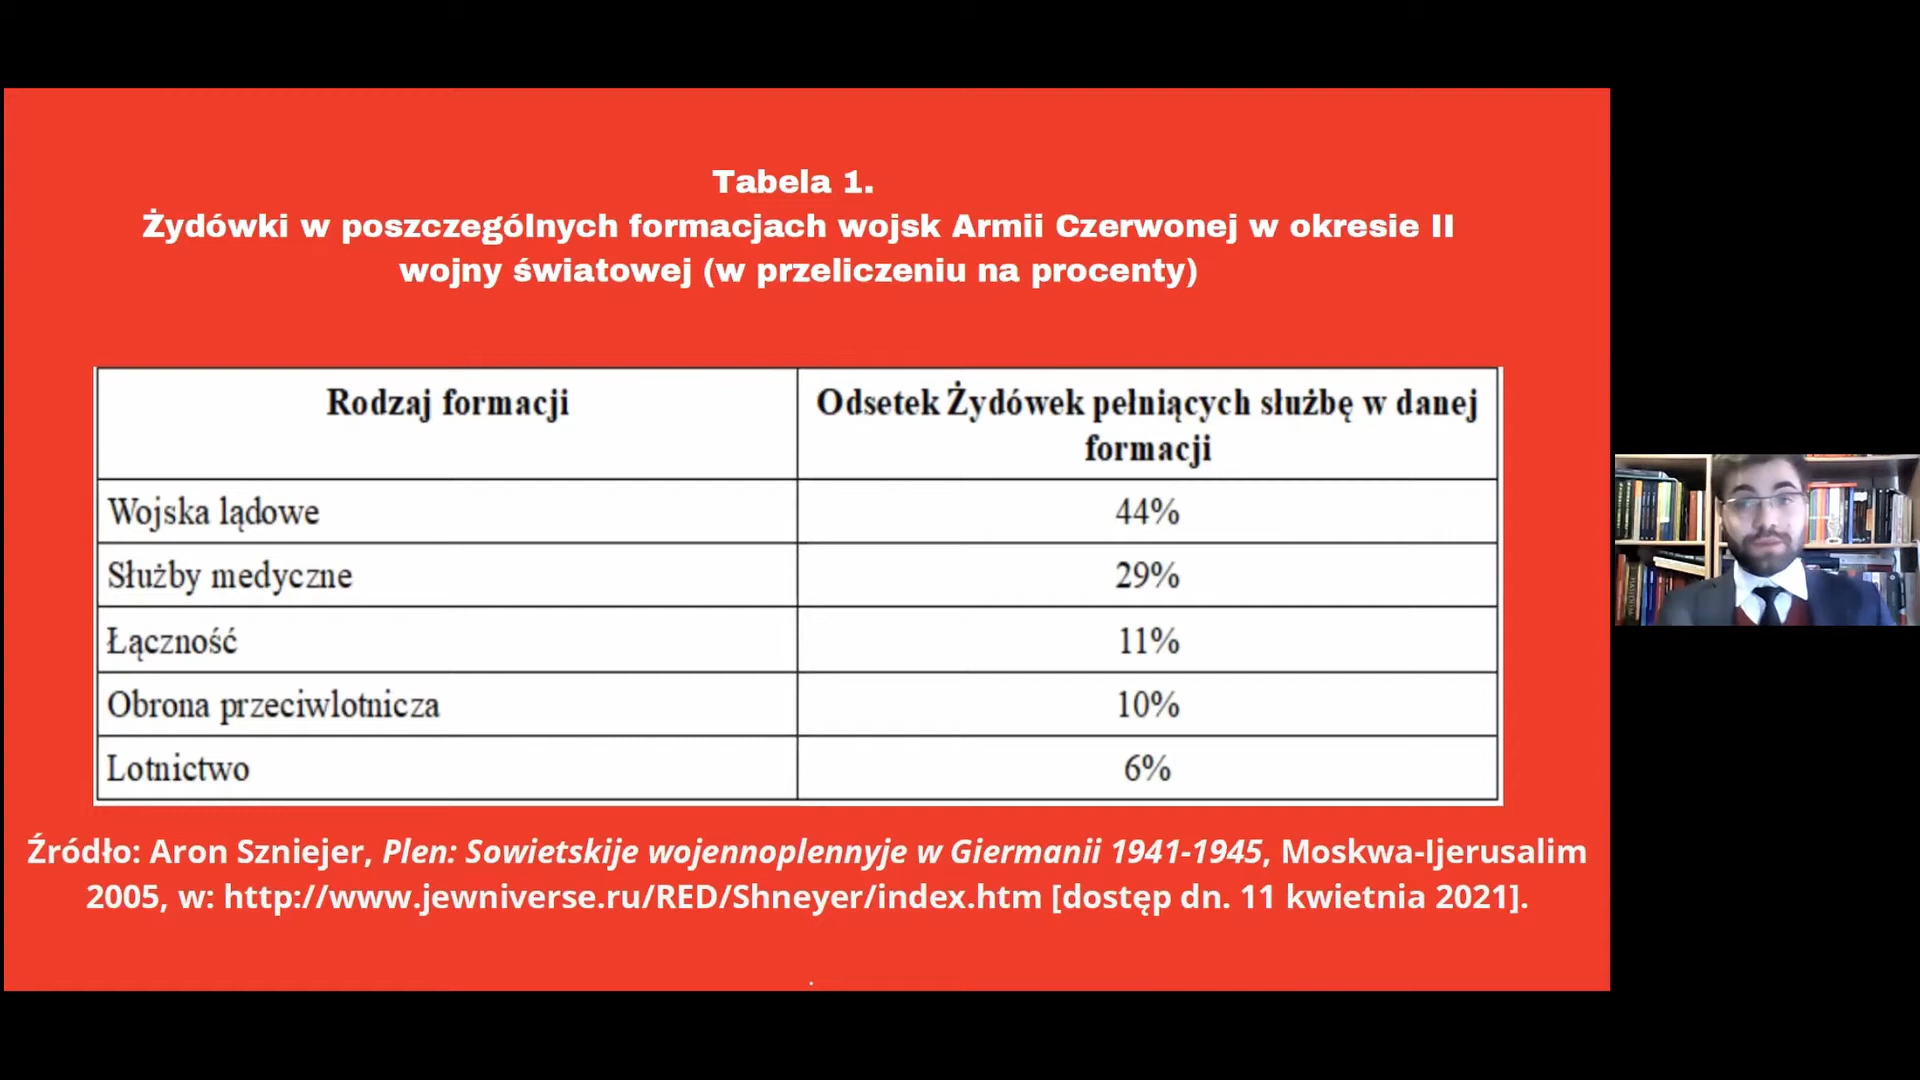 Tabela 1.
Żydówki w poszczególnych formacjach wojsk Armii Czerwonej w okresie II
wojny światowej (w przeliczeniu na procenty)
Rodzaj formacji
Odsetek Żydówek pełniących służbę w danej
formacji
Wojska lądowe
44%
Służby medyczne
29%
Łączność
11%
Obrona przeciwlotnicza
10%
Lotnictwo
6%
Źródło: Aron Szniejer, Plen: Sowietskije wojennoplennyje w Giermanii 1941-1945, Moskwa-Ijerusalim
2005, w: http://www.jewniverse.ru/RED/Shneyer/index.htm [dostęp dn. 11 kwietnia 2021].
.